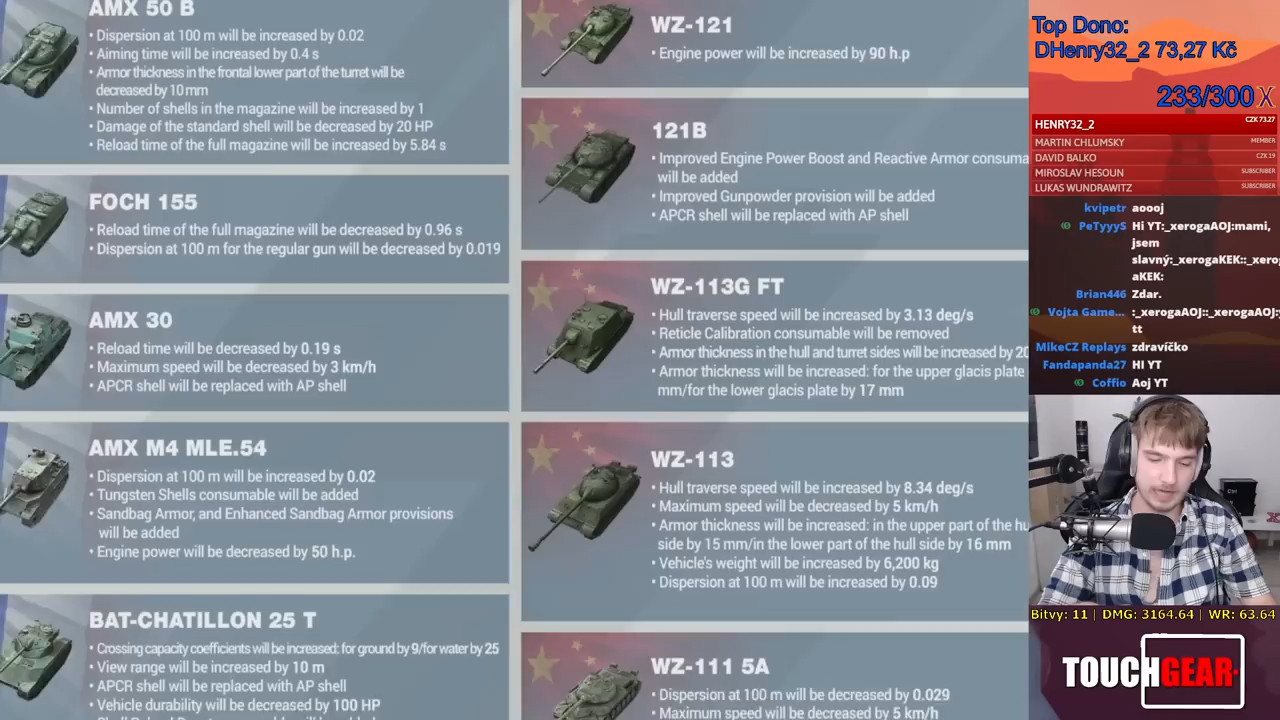 AMX 50 B
• Dispersion at 100 m will be increased by 0.02
• Aiming time will be increased by 0.4 s
• Armor thickness in the frontal lower part of the turret will be
decreased by 10 mm
• Number of shells in the magazine will be increased by 1
• Damage of the standard shell will be decreased by 20 HP
• Reload time of the full magazine will be increased by 5.84 s
FOCH 155
• Reload time of the full magazine will be decreased by 0.96 s
• Dispersion at 100 m for the regular gun will be decreased by 0.019
AMX 30
• Reload time will be decreased by 0.19 s
• Maximum speed will be decreased by 3 km/h
• APCR shell will be replaced with AP shell
AMX M4 MLE.54
• Dispersion at 100 m will be increased by 0.02
• Tungsten Shells consumable will be added
• Sandbag Armor, and Enhanced Sandbag Armor provisions
will be added
• Engine power will be decreased by 50 h.p.
BAT-CHATILLON 25 T
• Crossing capacity coefficients will be increased: for ground by 9/for water by 25
• View range will be increased by 10 m
• APCR shell will be replaced with AP shell
• Vehicle durability will be decreased by 100 HP
WZ-121
• Engine power will be increased by 90 h.p
121B
• Improved Engine Power Boost and Reactive Armor consuma
will be added
• Improved Gunpowder provision will be added
• APCR shell will be replaced with AP shell
WZ-113G FT
• Hull traverse speed will be increased by 3.13 deg/s
• Reticle Calibration consumable will be removed
• Armor thickness in the hull and turret sides will be increased by 20
• Armor thickness will be increased: for the upper glacis plate
mm/for the lower glacis plate by 17 mm
WZ-113
• Hull traverse speed will be increased by 8.34 deg/s
• Maximum speed will be decreased by 5 km/h
• Armor thickness will be increased: in the upper part of the hu
side by 15 mm/in the lower part of the hull side by 16 mm
• Vehicle's weight will be increased by 6,200 kg
• Dispersion at 100 m will be increased by 0.09
WZ-111 5A
• Dispersion at 100 m will be decreased by 0.029
• Maximum speed will be decreased by 5 km/h
Top Dono:
DHenry32_2 73,27 Kč
233/300 X
HENRY32_2 CZK 73.27
MARTIN CHLUMSKY MEMBER
DAVID BALKO CZK 19
MIROSLAV HESOUN SUBSCRIBER
LUKAS WUNDRAWITZ SUBSCRIBER
kvipetr aoooj
PeTyyyS Hi YT:_xerogaAOJ:mami,
jsem
slavný:_xerogaKEK::_xerog
aKEK:
Brian446 Zdar.
Vojta Game... :_xerogaAOJ::_xerogaAOJ:y
tt
MikeCZ Replays zdravíčko
Fandapanda27 HI YT
Coffio Aoj YT
Bitvy: 11 | DMG: 3164.64 | WR: 63.64
TOUCHGEAR